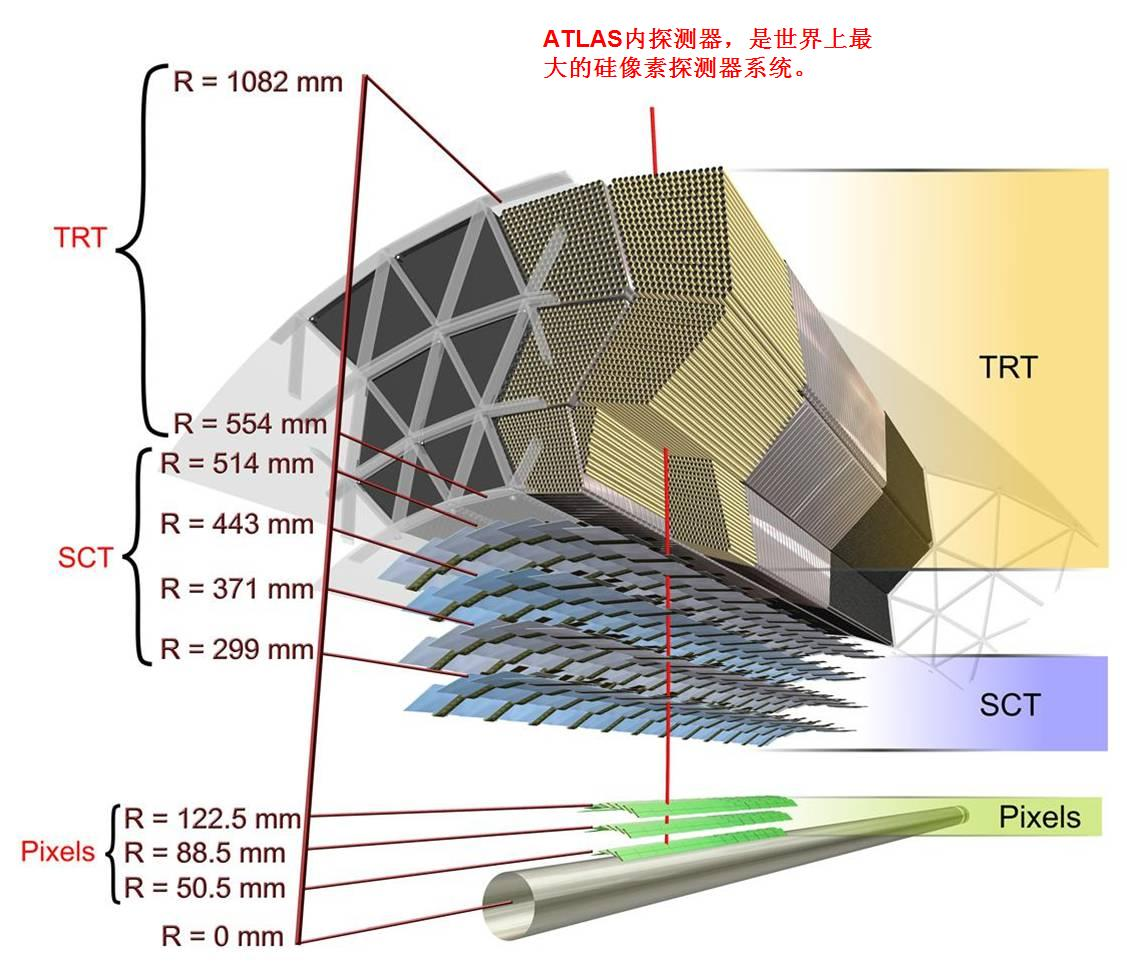 ATLAS内探测器，是世界上最
大的硅像素探测器系统。
R = 1082 mm
TRT
R = 554 mm
R = 514 mm
R = 443 mm
SCT
R = 371 mm
R = 299 mm
R = 122.5 mm
Pixels
R = 88.5 mm
R = 50.5 mm
R = 0 mm
TRT
SCT
Pixels